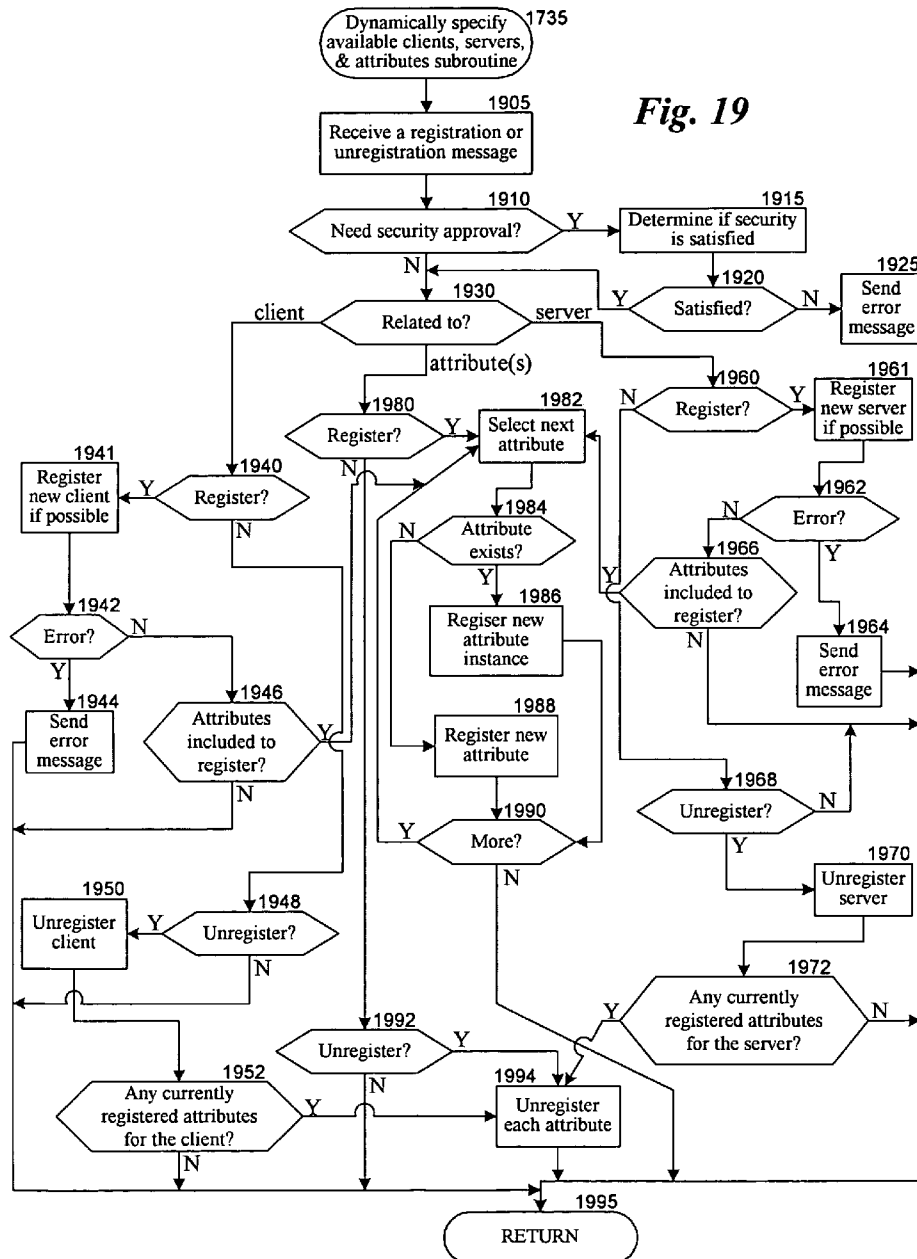 Dynamically specify
available clients, servers,
& attributes subroutine
1735
Fig. 19
1905
Receive a registration or
unregistration message
1910
Need security approval?
Y
N
1915
Determine if security
is satisfied
1920
Satisfied?
Y
N
1925
Send
error
message
1930
Related to?
client
server
attribute(s)
1960
Register?
N
Y
1961
Register
new server
if possible
1980
Register?
Y
N
1982
Select next
attribute
1940
Register?
Y
N
1941
Register
new client
if possible
1962
Error?
N
Y
1984
Attribute
exists?
N
Y
1966
Attributes
included to
register?
Y
N
1986
Regiser new
attribute
instance
1942
Error?
N
Y
1964
Send
error
message
1944
Send
error
message
1946
Attributes
included to
register?
Y
N
1988
Register new
attribute
1968
Unregister?
N
Y
1990
More?
Y
N
1970
Unregister
server
1950
Unregister
client
1948
Unregister?
Y
N
1972
Any currently
registered attributes
for the server?
Y
N
1992
Unregister?
Y
N
1952
Any currently
registered attributes
for the client?
Y
N
1994
Unregister
each attribute
1995
RETURN